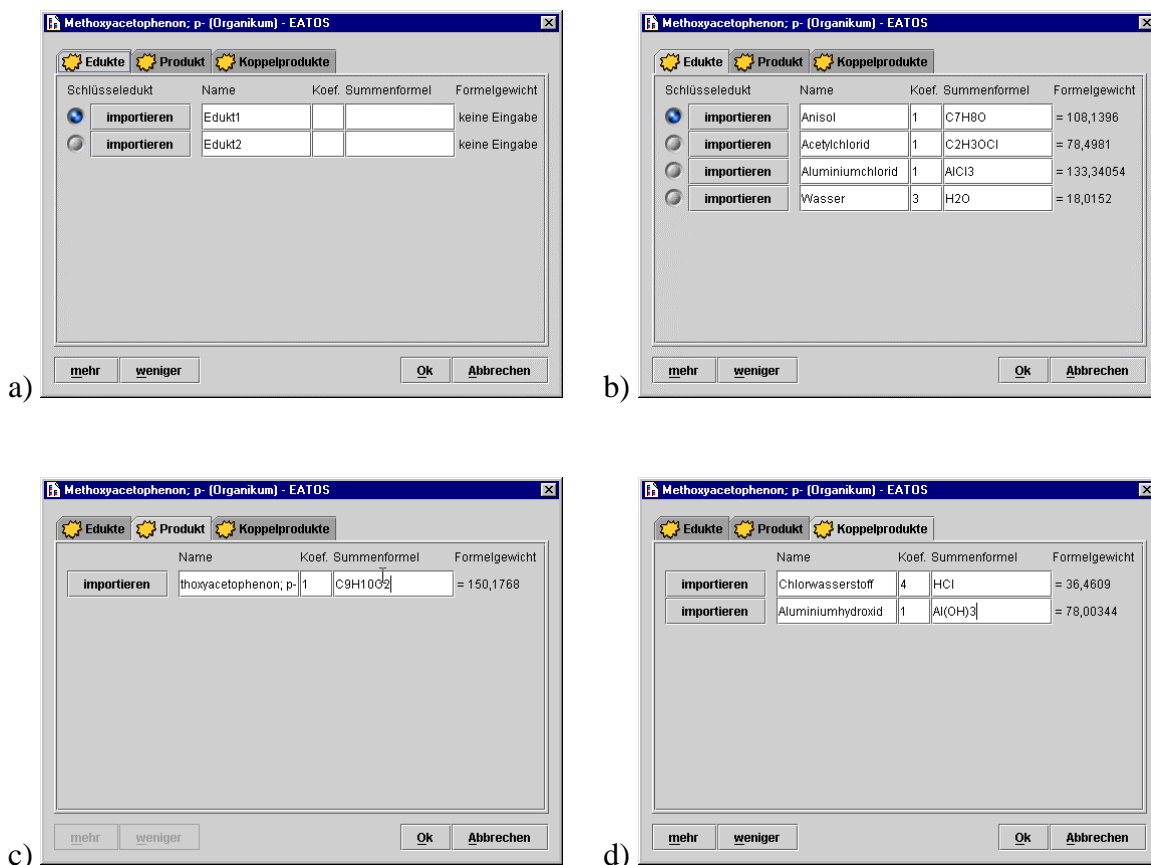 Methoxyacetophenon; p- (Organikum) - EATOS
Edukte Produkt Koppelprodukte
Schlüsseledukt Name Koef. Summenformel Formelgewicht
importieren Edukt1 keine Eingabe
importieren Edukt2 keine Eingabe
mehr weniger Ok Abbrechen
a)
Methoxyacetophenon; p- (Organikum) - EATOS
Edukte Produkt Koppelprodukte
Schlüsseledukt Name Koef. Summenformel Formelgewicht
importieren Anisol 1 C7H8O = 108,1396
importieren Acetylchlorid 1 C2H3OCl = 78,4981
importieren Aluminiumchlorid 1 AlCl3 = 133,34054
importieren Wasser 3 H2O = 18,0152
mehr weniger Ok Abbrechen
b)
Methoxyacetophenon; p- (Organikum) - EATOS
Edukte Produkt Koppelprodukte
Name Koef. Summenformel Formelgewicht
importieren thoxyacetophenon; p- 1 C9H10O2 = 150,1768
mehr weniger Ok Abbrechen
c)
Methoxyacetophenon; p- (Organikum) - EATOS
Edukte Produkt Koppelprodukte
Name Koef. Summenformel Formelgewicht
importieren Chlorwasserstoff 4 HCl = 36,4609
importieren Aluminiumhydroxid 1 Al(OH)3 = 78,00344
mehr weniger Ok Abbrechen
d)